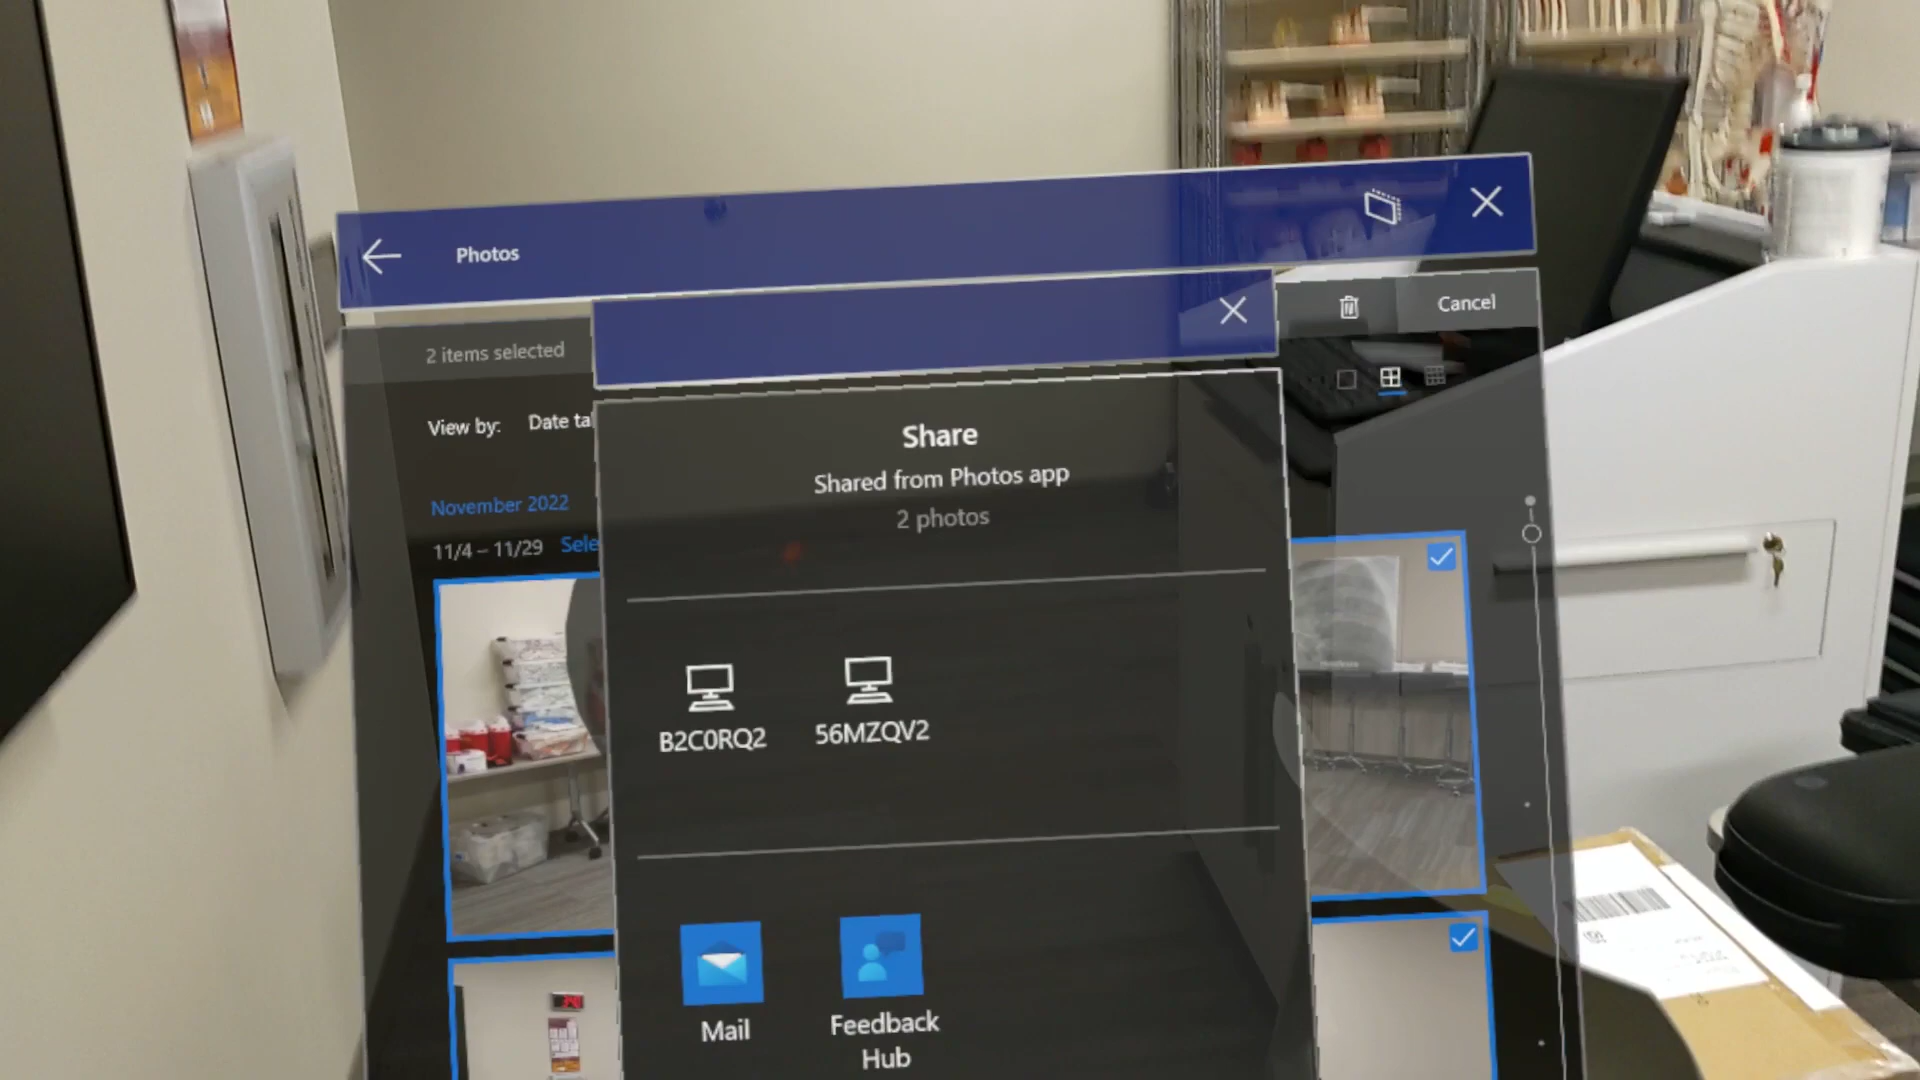 Photos
Cancel
2 items selected
View by: Date ta
Share
Shared from Photos app
2 photos
November 2022
11/4 – 11/29 Sele
B2C0RQ2
56MZQV2
Mail
Feedback
Hub